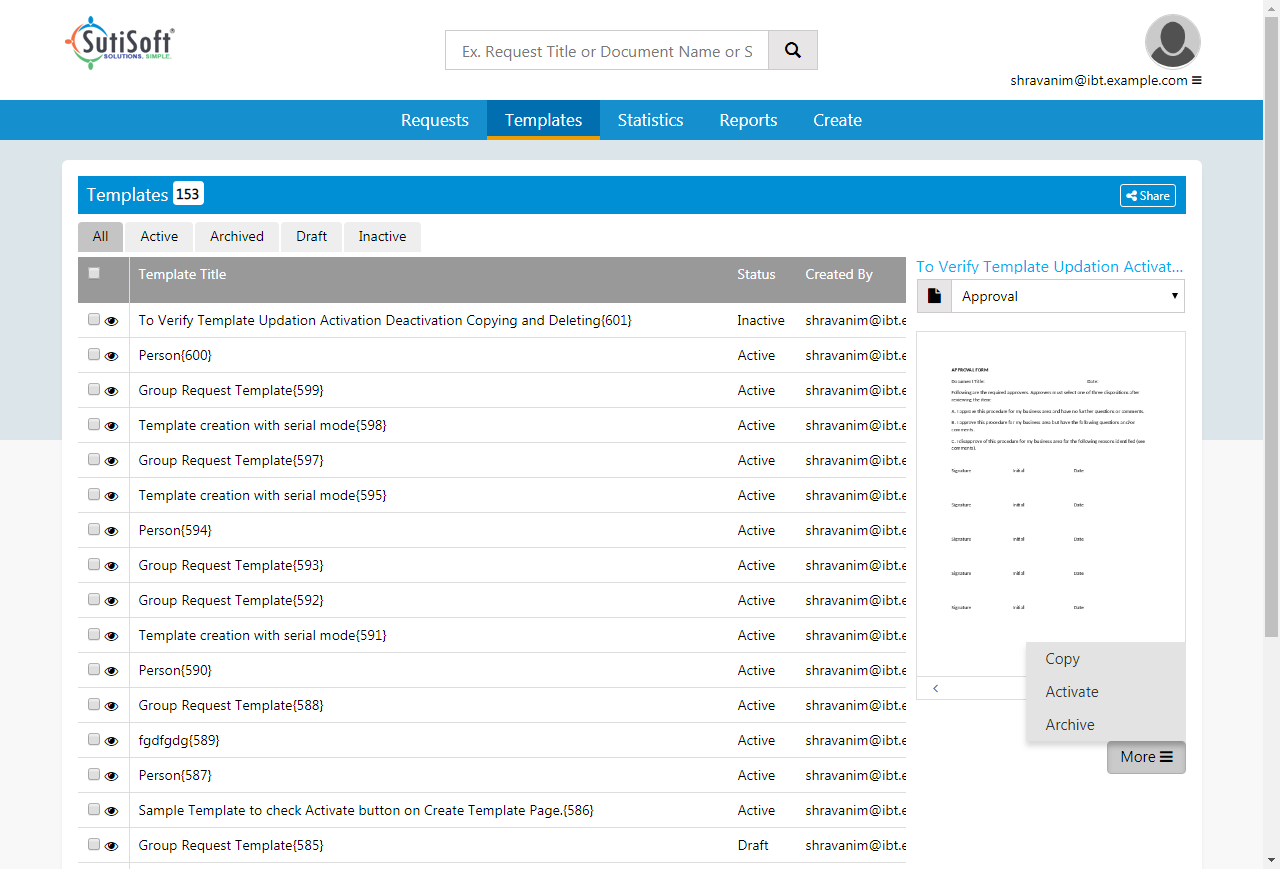 SutiSoft®
SOLUTIONS. SIMPLE.
Ex. Request Title or Document Name or S
shravanim@ibt.example.com
Requests Templates Statistics Reports Create
Templates 153
Share
All Active Archived Draft Inactive
Template Title Status Created By
To Verify Template Updation Activation Deactivation Copying and Deleting{601} Inactive shravanim@ibt.e
Person{600} Active shravanim@ibt.e
Group Request Template{599} Active shravanim@ibt.e
Template creation with serial mode{598} Active shravanim@ibt.e
Group Request Template{597} Active shravanim@ibt.e
Template creation with serial mode{595} Active shravanim@ibt.e
Person{594} Active shravanim@ibt.e
Group Request Template{593} Active shravanim@ibt.e
Group Request Template{592} Active shravanim@ibt.e
Template creation with serial mode{591} Active shravanim@ibt.e
Person{590} Active shravanim@ibt.e
Group Request Template{588} Active shravanim@ibt.e
fgdfgdg{589} Active shravanim@ibt.e
Person{587} Active shravanim@ibt.e
Sample Template to check Activate button on Create Template Page.{586} Active shravanim@ibt.e
Group Request Template{585} Draft shravanim@ibt.e
To Verify Template Updation Activat...
Approval
APPROVAL FORM
Document Title: Date:
Following are the required approvers. Approvers must select one of three dispositions after
reviewing the item:
A. I approve this procedure for my business area and have no further questions or comments.
B. I approve this procedure for my business area but have the following questions and/or
comments.
C. I disapprove of this procedure for my business area for the following reasons identified (see
comments).
Signature Initial Date
Signature Initial Date
Signature Initial Date
Signature Initial Date
Signature Initial Date
Copy
Activate
Archive
More